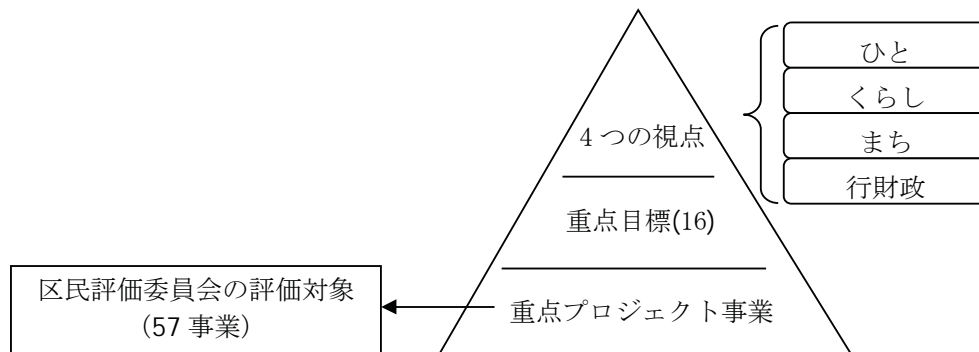 ひと
くらし
まち
行財政
4つの視点
重点目標(16)
重点プロジェクト事業
区民評価委員会の評価対象
（57 事業）